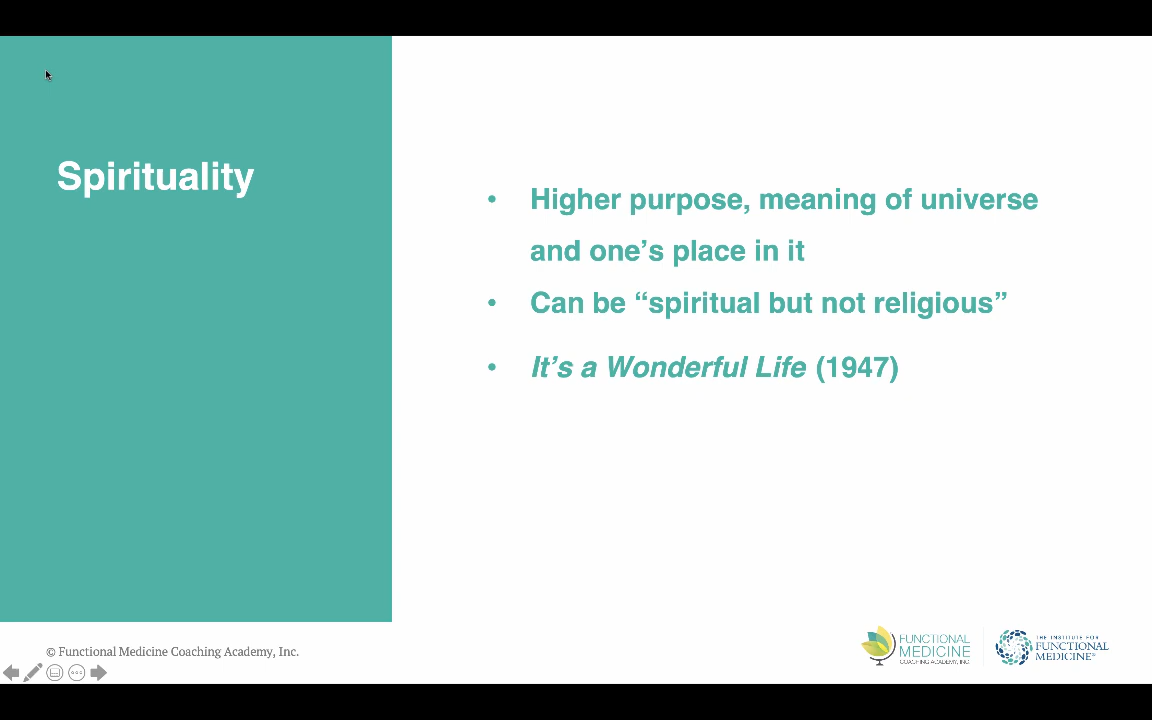 Spirituality
• Higher purpose, meaning of universe
and one’s place in it
• Can be “spiritual but not religious”
• It’s a Wonderful Life (1947)
© Functional Medicine Coaching Academy, Inc.
FUNCTIONAL
MEDICINE
COACHING ACADEMY, INC.
THE INSTITUTE FOR
FUNCTIONAL
MEDICINE